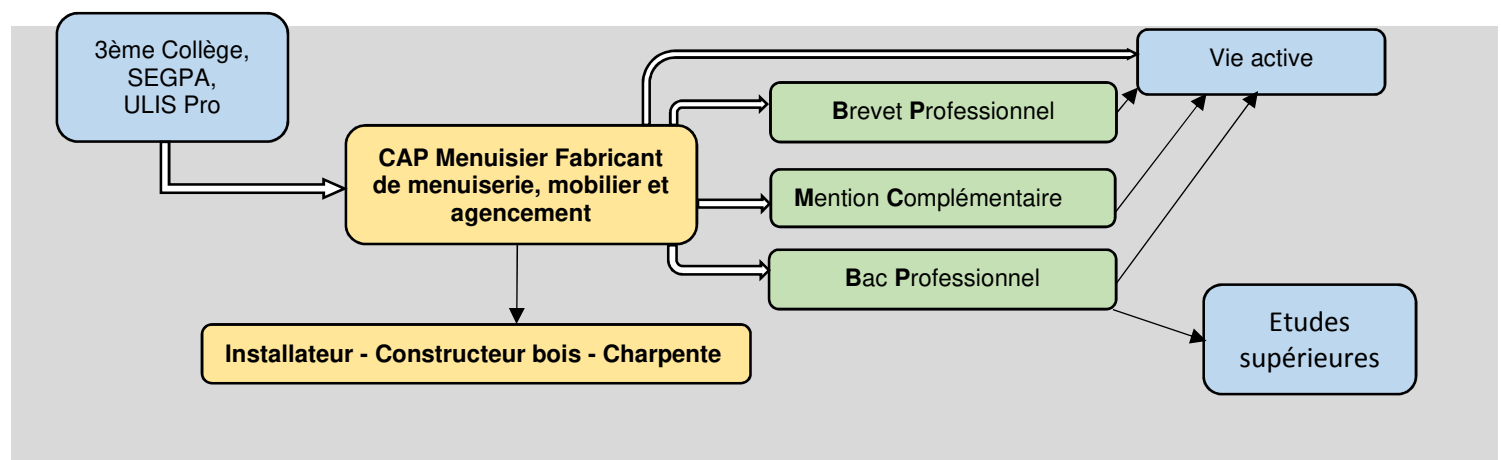 3ème Collège,
SEGPA,
ULIS Pro
Vie active
Brevet Professionnel
CAP Menuisier Fabricant
de menuiserie, mobilier et
agencement
Mention Complémentaire
Bac Professionnel
Installateur - Constructeur bois - Charpente
Etudes
supérieures